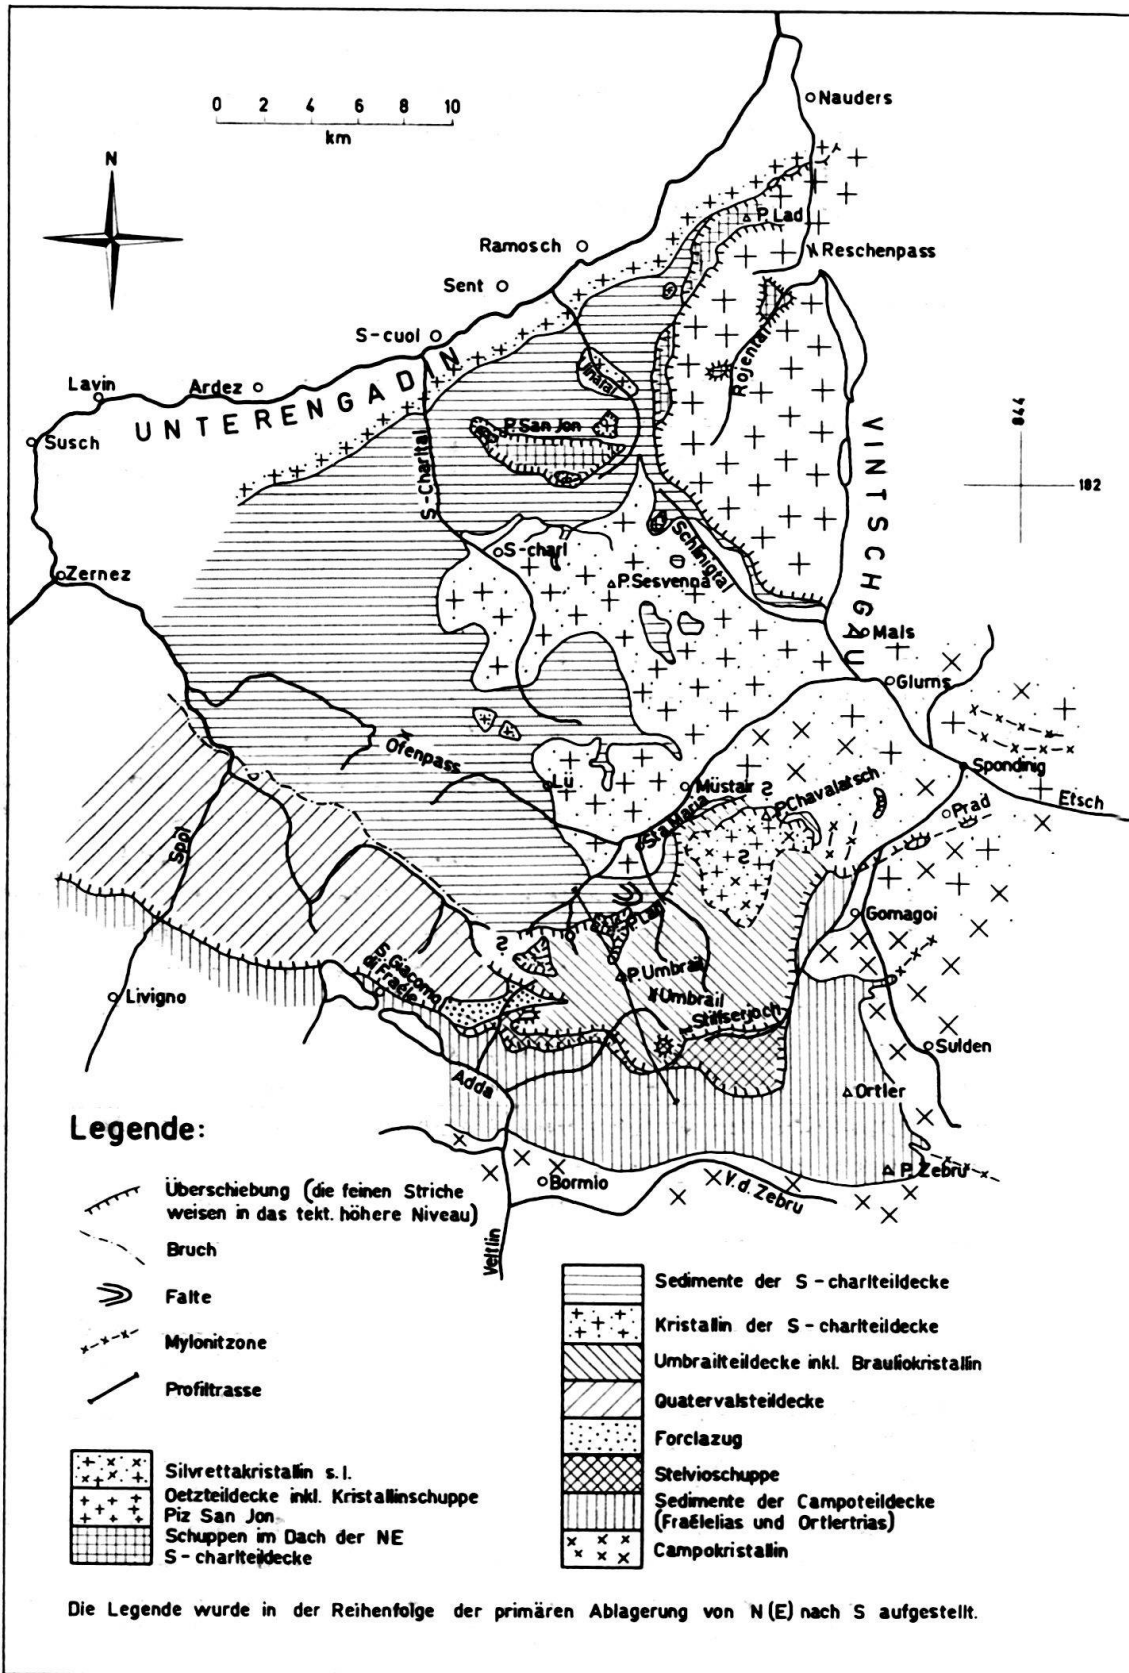 0 2 4 6 8 10
km
N
Nauders
P. Lad
Reschenpass
Ramosch
Sent
S-cuol
Lavin
Ardez
UNTERENGADIN
Susch
Zernez
S-Charltal
P. San Jon
Rojental
VINTSCHGAU
844
182
S-charl
P. Sesvenna
Schlinigtal
Mals
Glurns
Spondinig
Etsch
Prad
Ofenpass
Lü
Müstair
S
P. Chavalatsch
Sta. Maria
S
Spöl
S
Gomagoi
P. Umbrail
Umbrail
Stilfserjoch
S. Giacomo
di Fraéle
Livigno
Adda
Sulden
Ortler
P. Zebru
V. d. Zebru
Bormio
Veltlin
Legende:
Überschiebung (die feinen Striche
weisen in das tekt. höhere Niveau)
Bruch
Falte
Mylonitzone
Profiltrasse
Silvrettakristallin s. l.
Oetzteildecke inkl. Kristallinschuppe
Piz San Jon
Schuppen im Dach der NE
S-charlteildecke
Sedimente der S-charlteildecke
Kristallin der S-charlteildecke
Umbrailteildecke inkl. Brauliokristallin
Quatervalsteildecke
Forclazug
Stelvioschuppe
Sedimente der Campoteildecke
(Fraélelias und Ortlertrias)
Campokristallin
Die Legende wurde in der Reihenfolge der primären Ablagerung von N (E) nach S aufgestellt.